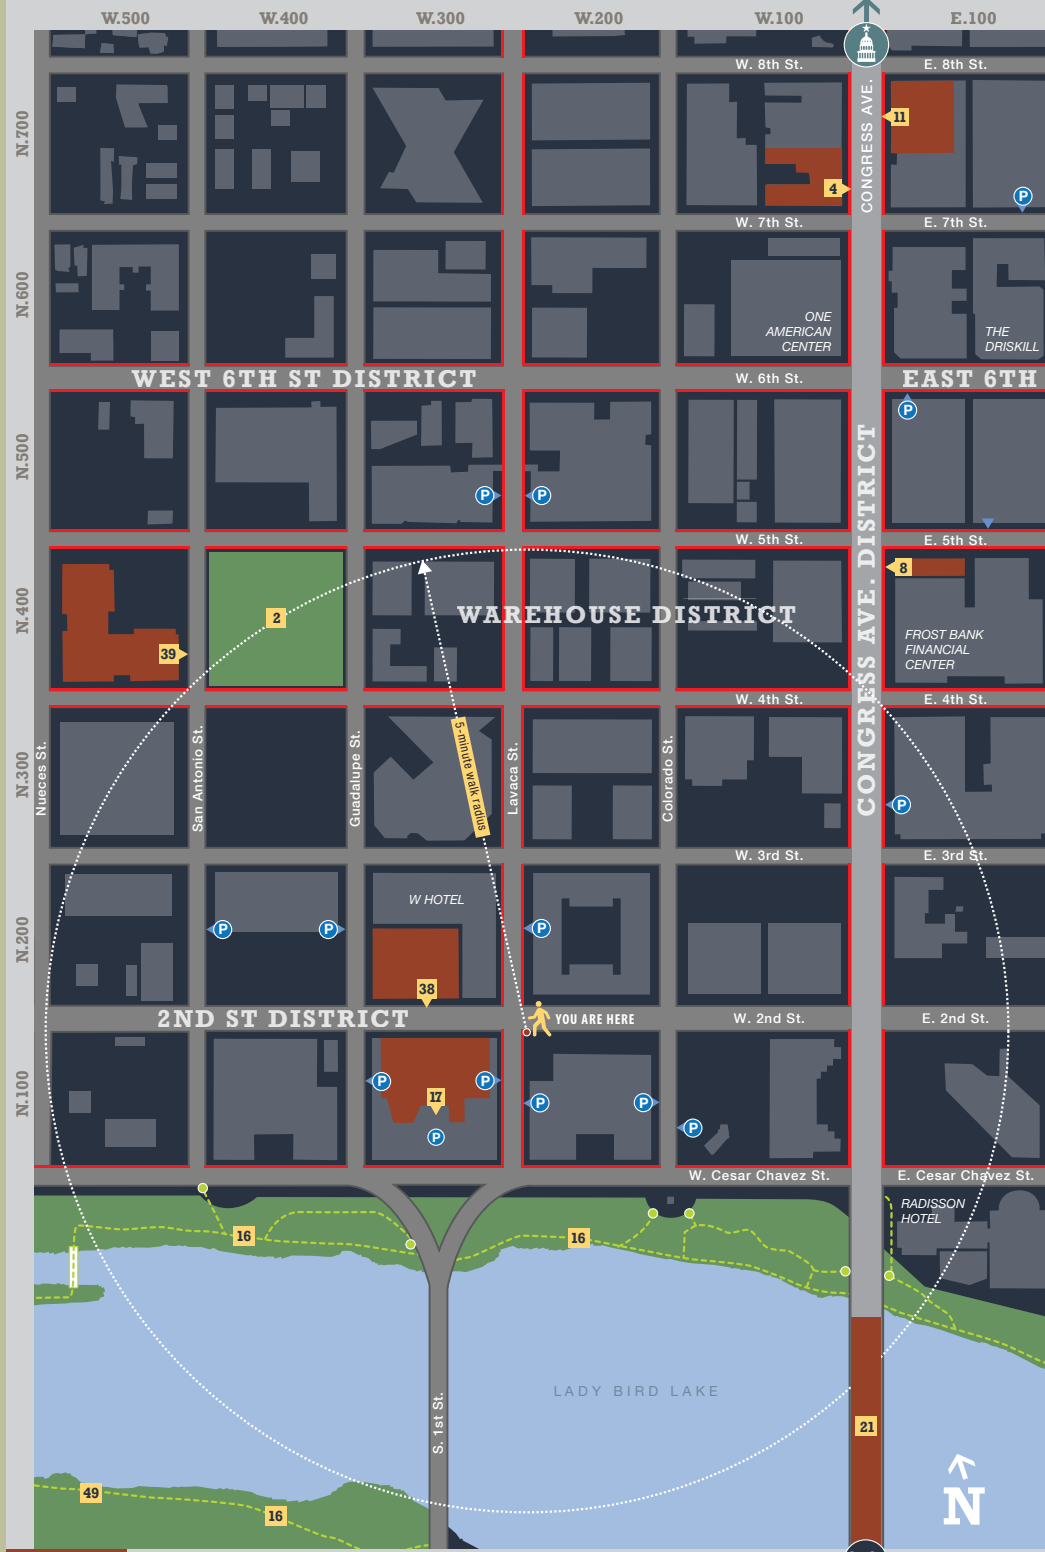 W.500 W.400 W.300 W.200 W.100 E.100
W. 8th St. E. 8th St.
N.700
CONGRESS AVE.
11
4
P
W. 7th St. E. 7th St.
N.600
ONE
AMERICAN
CENTER
THE
DRISKILL
WEST 6TH ST DISTRICT
W. 6th St.
EAST 6TH
P
N.500
P P
CONGRESS AVE. DISTRICT
W. 5th St. E. 5th St.
N.400
8
2
WAREHOUSE DISTRICT
FROST BANK
FINANCIAL
CENTER
39
W. 4th St. E. 4th St.
N.300
Nueces St.
San Antonio St.
Guadalupe St.
5-minute walk radius
Lavaca St.
Colorado St.
P
W. 3rd St. E. 3rd St.
N.200
W HOTEL
P P P
38
2ND ST DISTRICT
YOU ARE HERE
W. 2nd St. E. 2nd St.
N.100
P P
17
P P
P
P
W. Cesar Chavez St. E. Cesar Chavez St.
RADISSON
HOTEL
16 16
S. 1st St.
LADY BIRD LAKE
21
49
16
N